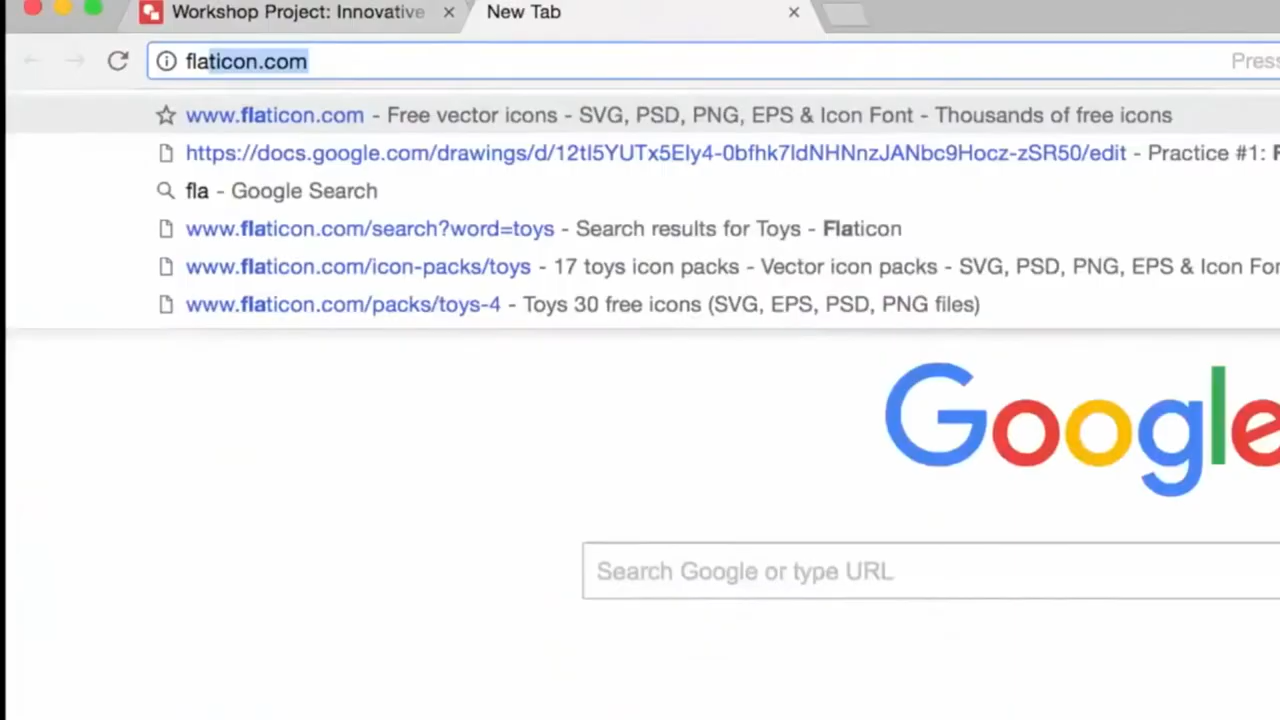 Workshop Project: Innovative
New Tab
flaticon.com
Press
www.flaticon.com - Free vector icons - SVG, PSD, PNG, EPS & Icon Font - Thousands of free icons
https://docs.google.com/drawings/d/12tI5YUTx5Ely4-0bfhk7ldNHNnzJANbc9Hocz-zSR50/edit - Practice #1: F
fla - Google Search
www.flaticon.com/search?word=toys - Search results for Toys - Flaticon
www.flaticon.com/icon-packs/toys - 17 toys icon packs - Vector icon packs - SVG, PSD, PNG, EPS & Icon For
www.flaticon.com/packs/toys-4 - Toys 30 free icons (SVG, EPS, PSD, PNG files)
Google
Search Google or type URL